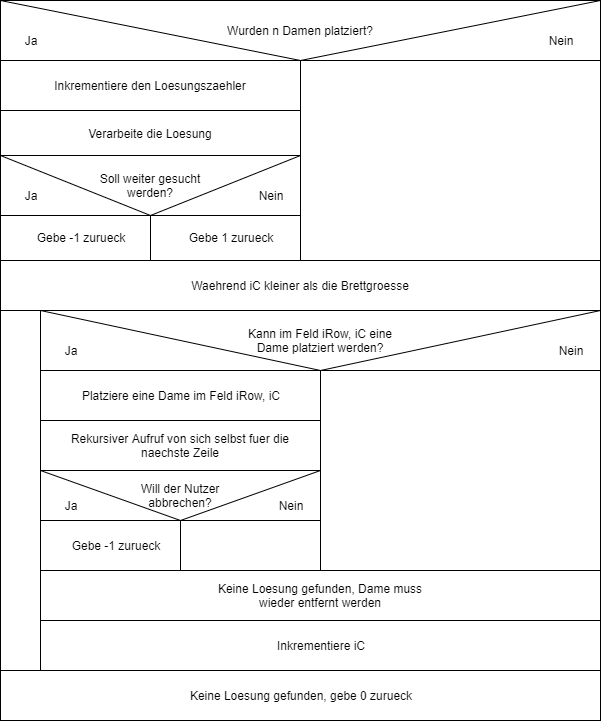 Wurden n Damen platziert?
Ja
Nein
Inkrementiere den Loesungszaehler
Verarbeite die Loesung
Soll weiter gesucht
werden?
Ja
Nein
Gebe -1 zurueck
Gebe 1 zurueck
Waehrend iC kleiner als die Brettgroesse
Kann im Feld iRow, iC eine
Dame platziert werden?
Ja
Nein
Platziere eine Dame im Feld iRow, iC
Rekursiver Aufruf von sich selbst fuer die
naechste Zeile
Will der Nutzer
abbrechen?
Ja
Nein
Gebe -1 zurueck
Keine Loesung gefunden, Dame muss
wieder entfernt werden
Inkrementiere iC
Keine Loesung gefunden, gebe 0 zurueck